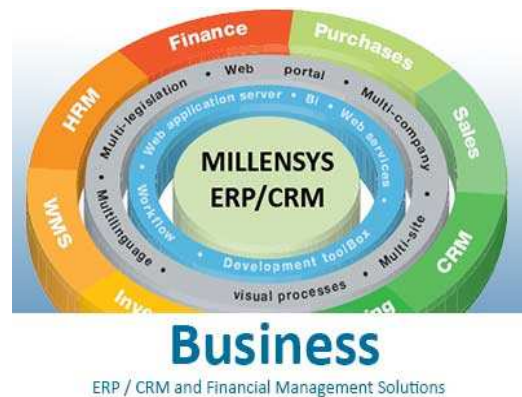 Finance
Purchases
HRM
Sales
WMS
CRM
• Web portal •
Multi-legislation •
Multi-company •
Multilanguage •
Multi-site •
visual processes •
Web application server • Bi • Web services •
Workflow • Development toolBox •
MILLENSYS
ERP/CRM
Business
ERP / CRM and Financial Management Solutions